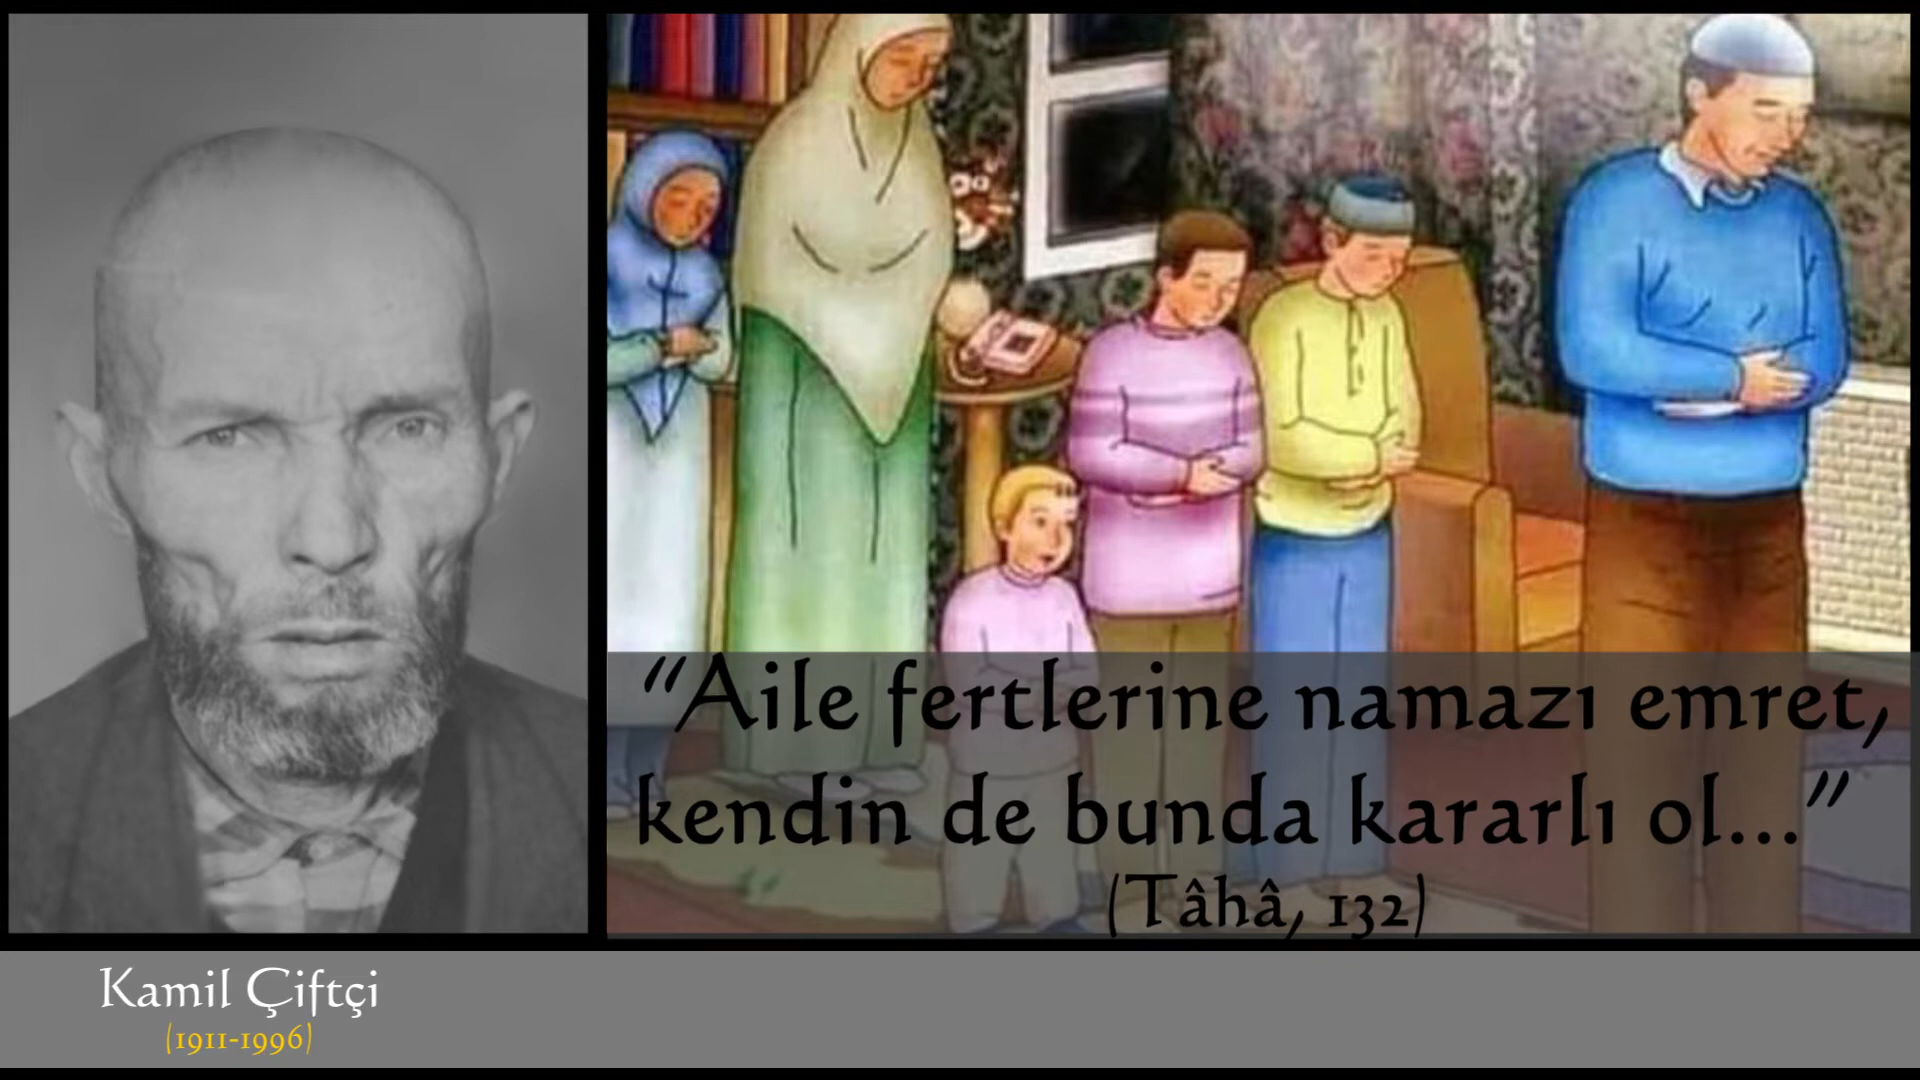 "Aile fertlerine namazı emret,
kendin de bunda kararlı ol..."
(Tâhâ, 132)
Kamil Çiftçi
(1911-1996)